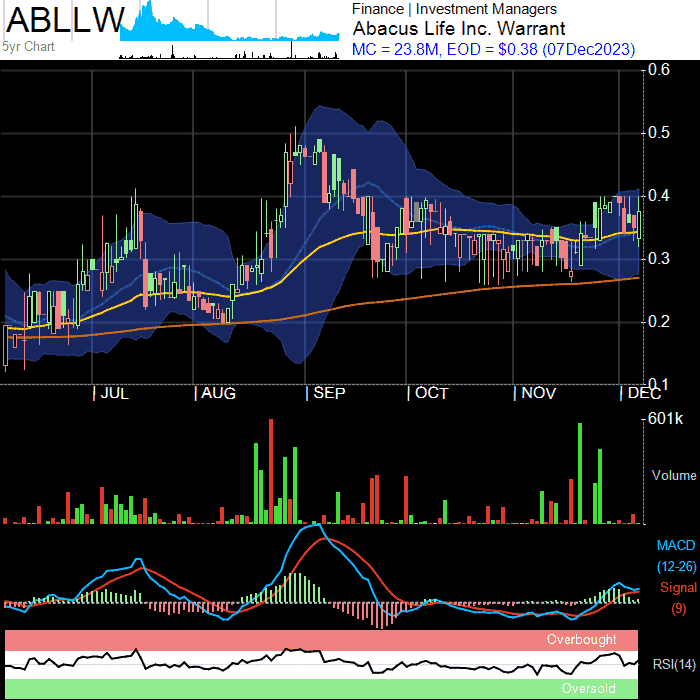 ABLLW
5yr Chart
Finance | Investment Managers
Abacus Life Inc. Warrant
MC = 23.8M, EOD = $0.38 (07Dec2023)
0.6
0.5
0.4
0.3
0.2
0.1
JUL AUG SEP OCT NOV DEC
601k
Volume
MACD
(12-26)
Signal
(9)
Overbought
RSI(14)
Oversold